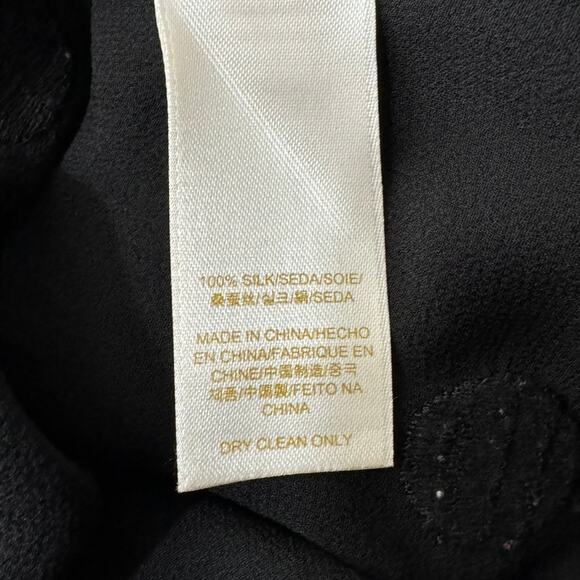 100% SILK/SEDA/SOIE/
桑蚕丝/실크/絹/SEDA
MADE IN CHINA/HECHO
EN CHINA/FABRIQUE EN
CHINE/中国制造/중국
제품/中国製/FEITO NA
CHINA
DRY CLEAN ONLY